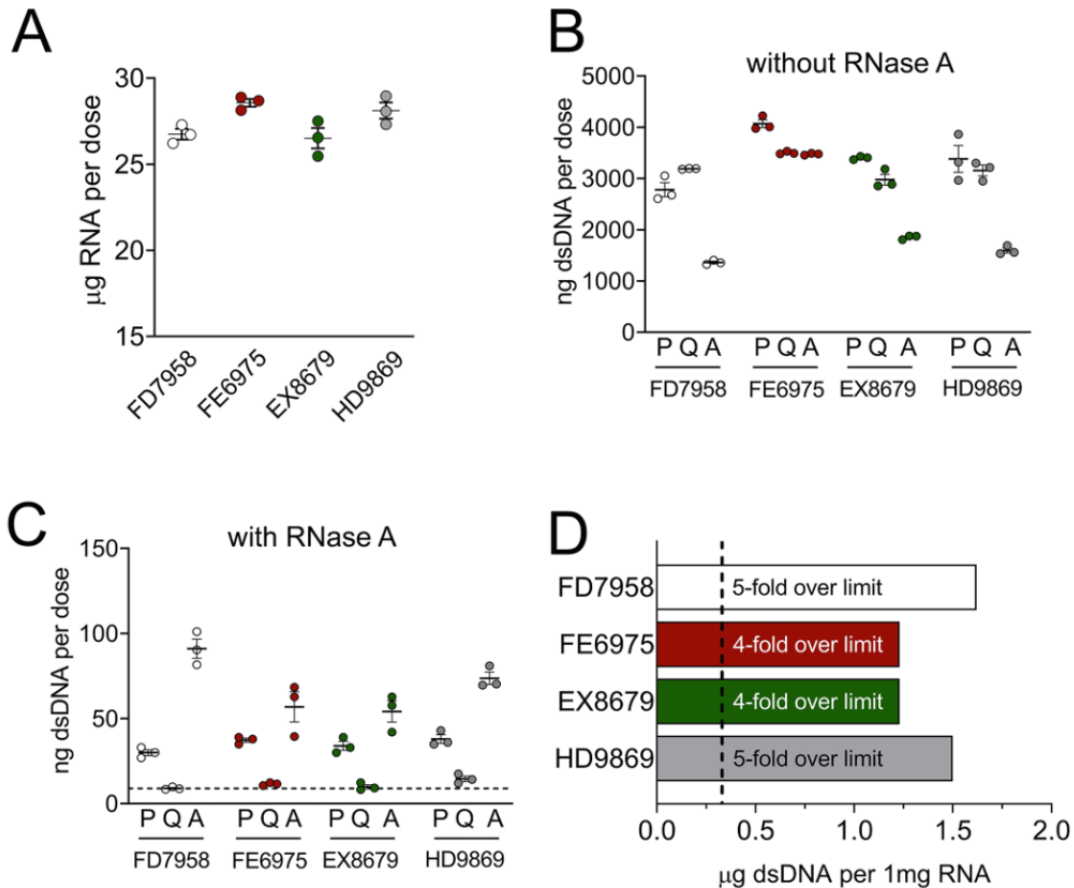 A
μg RNA per dose
30
25
20
15
FD7958
FE6975
EX8679
HD9869
B
without RNase A
ng dsDNA per dose
5000
4000
3000
2000
1000
0
P Q A
P Q A
P Q A
P Q A
FD7958
FE6975
EX8679
HD9869
C
with RNase A
ng dsDNA per dose
150
100
50
0
P Q A
P Q A
P Q A
P Q A
FD7958
FE6975
EX8679
HD9869
D
FD7958
5-fold over limit
FE6975
4-fold over limit
EX8679
4-fold over limit
HD9869
5-fold over limit
0.0
0.5
1.0
1.5
2.0
μg dsDNA per 1mg RNA